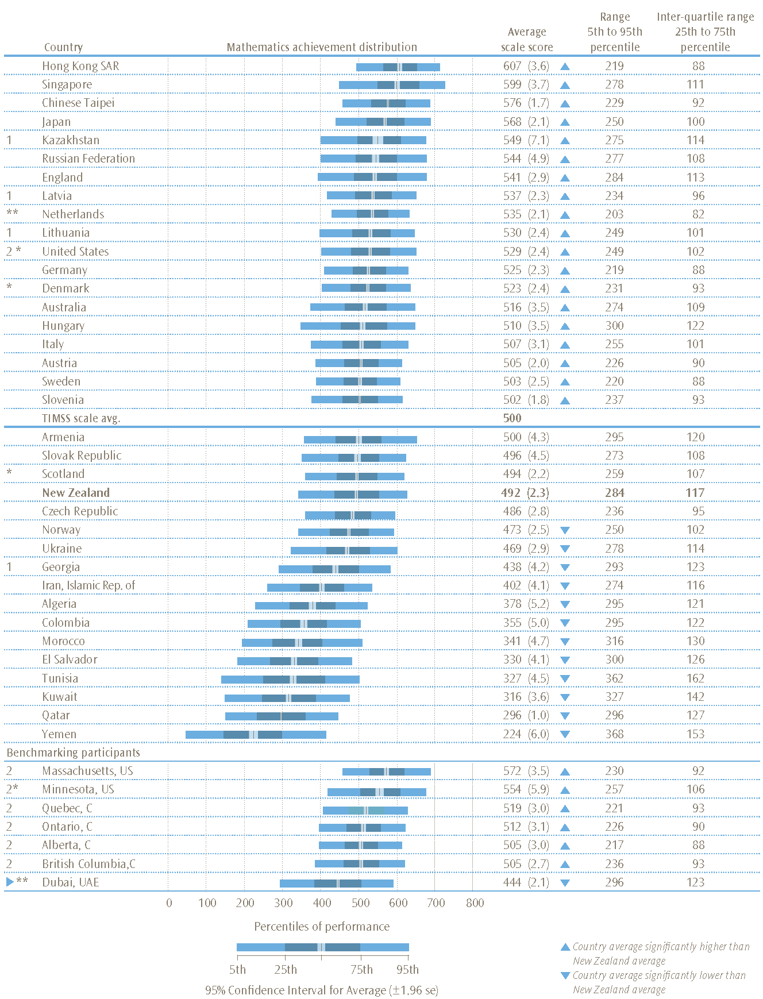 Range Inter-quartile range
Average 5th to 95th 25th to 75th
Country Mathematics achievement distribution scale score percentile percentile
Hong Kong SAR 607 (3.6) ▲ 219 88
Singapore 599 (3.7) ▲ 278 111
Chinese Taipei 576 (1.7) ▲ 229 92
Japan 568 (2.1) ▲ 250 100
1 Kazakhstan 549 (7.1) ▲ 275 114
Russian Federation 544 (4.9) ▲ 277 108
England 541 (2.9) ▲ 284 113
1 Latvia 537 (2.3) ▲ 234 96
** Netherlands 535 (2.1) ▲ 203 82
1 Lithuania 530 (2.4) ▲ 249 101
2 * United States 529 (2.4) ▲ 249 102
Germany 525 (2.3) ▲ 219 88
* Denmark 523 (2.4) ▲ 231 93
Australia 516 (3.5) ▲ 274 109
Hungary 510 (3.5) ▲ 300 122
Italy 507 (3.1) ▲ 255 101
Austria 505 (2.0) ▲ 226 90
Sweden 503 (2.5) ▲ 220 88
Slovenia 502 (1.8) ▲ 237 93
TIMSS scale avg. 500
Armenia 500 (4.3) 295 120
Slovak Republic 496 (4.5) 273 108
* Scotland 494 (2.2) 259 107
New Zealand 492 (2.3) 284 117
Czech Republic 486 (2.8) 236 95
Norway 473 (2.5) ▼ 250 102
Ukraine 469 (2.9) ▼ 278 114
1 Georgia 438 (4.2) ▼ 293 123
Iran, Islamic Rep. of 402 (4.1) ▼ 274 116
Algeria 378 (5.2) ▼ 295 121
Colombia 355 (5.0) ▼ 295 122
Morocco 341 (4.7) ▼ 316 130
El Salvador 330 (4.1) ▼ 300 126
Tunisia 327 (4.5) ▼ 362 162
Kuwait 316 (3.6) ▼ 327 142
Qatar 296 (1.0) ▼ 296 127
Yemen 224 (6.0) ▼ 368 153
Benchmarking participants
2 Massachusetts, US 572 (3.5) ▲ 230 92
2* Minnesota, US 554 (5.9) ▲ 257 106
2 Quebec, C 519 (3.0) ▲ 221 93
2 Ontario, C 512 (3.1) ▲ 226 90
2 Alberta, C 505 (3.0) ▲ 217 88
2 British Columbia,C 505 (2.7) ▲ 236 93
▶ ** Dubai, UAE 444 (2.1) ▼ 296 123
0 100 200 300 400 500 600 700 800
Percentiles of performance
5th 25th 75th 95th
95% Confidence Interval for Average (±1.96 se)
▲ Country average significantly higher than
New Zealand average
▼ Country average significantly lower than
New Zealand average